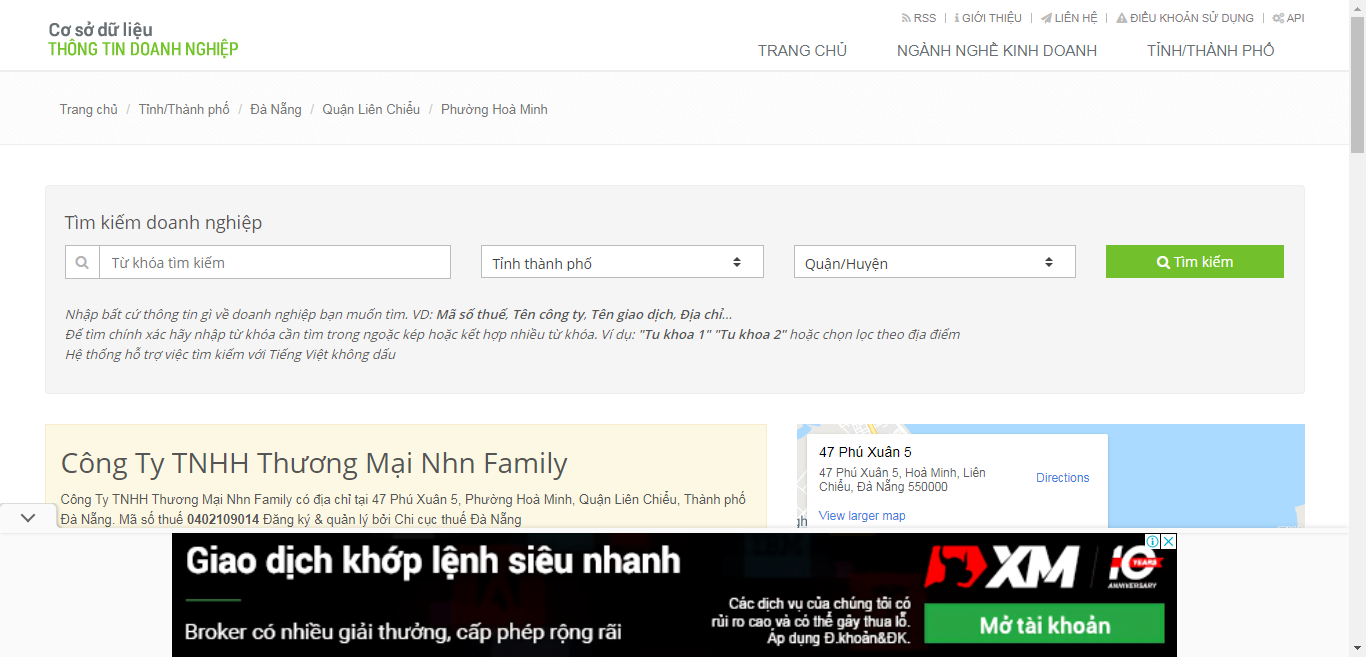 RSS | GIỚI THIỆU | LIÊN HỆ | ĐIỀU KHOẢN SỬ DỤNG | API
Cơ sở dữ liệu
THÔNG TIN DOANH NGHIỆP
TRANG CHỦ NGÀNH NGHỀ KINH DOANH TỈNH/THÀNH PHỐ
Trang chủ / Tỉnh/Thành phố / Đà Nẵng / Quận Liên Chiểu / Phường Hoà Minh
Tìm kiếm doanh nghiệp
Từ khóa tìm kiếm Tỉnh thành phố Quận/Huyện Tìm kiếm
Nhập bất cứ thông tin gì về doanh nghiệp bạn muốn tìm. VD: Mã số thuế, Tên công ty, Tên giao dịch, Địa chỉ...
Để tìm chính xác hãy nhập từ khóa cần tìm trong ngoặc kép hoặc kết hợp nhiều từ khóa. Ví dụ: "Tu khoa 1" "Tu khoa 2" hoặc chọn lọc theo địa điểm
Hệ thống hỗ trợ việc tìm kiếm với Tiếng Việt không dấu
Công Ty TNHH Thương Mại Nhn Family
Công Ty TNHH Thương Mại Nhn Family có địa chỉ tại 47 Phú Xuân 5, Phường Hoà Minh, Quận Liên Chiểu, Thành phố
Đà Nẵng. Mã số thuế 0402109014 Đăng ký & quản lý bởi Chi cục thuế Đà Nẵng
47 Phú Xuân 5
47 Phú Xuân 5, Hoà Minh, Liên
Chiểu, Đà Nẵng 550000
Directions
View larger map
gh
Giao dịch khớp lệnh siêu nhanh
Broker có nhiều giải thưởng, cấp phép rộng rãi
Các dịch vụ của chúng tôi có
rủi ro cao và có thể gây thua lỗ.
Áp dụng Đ.khoản&ĐK.
XM 10 YEARS
ANNIVERSARY
Mở tài khoản